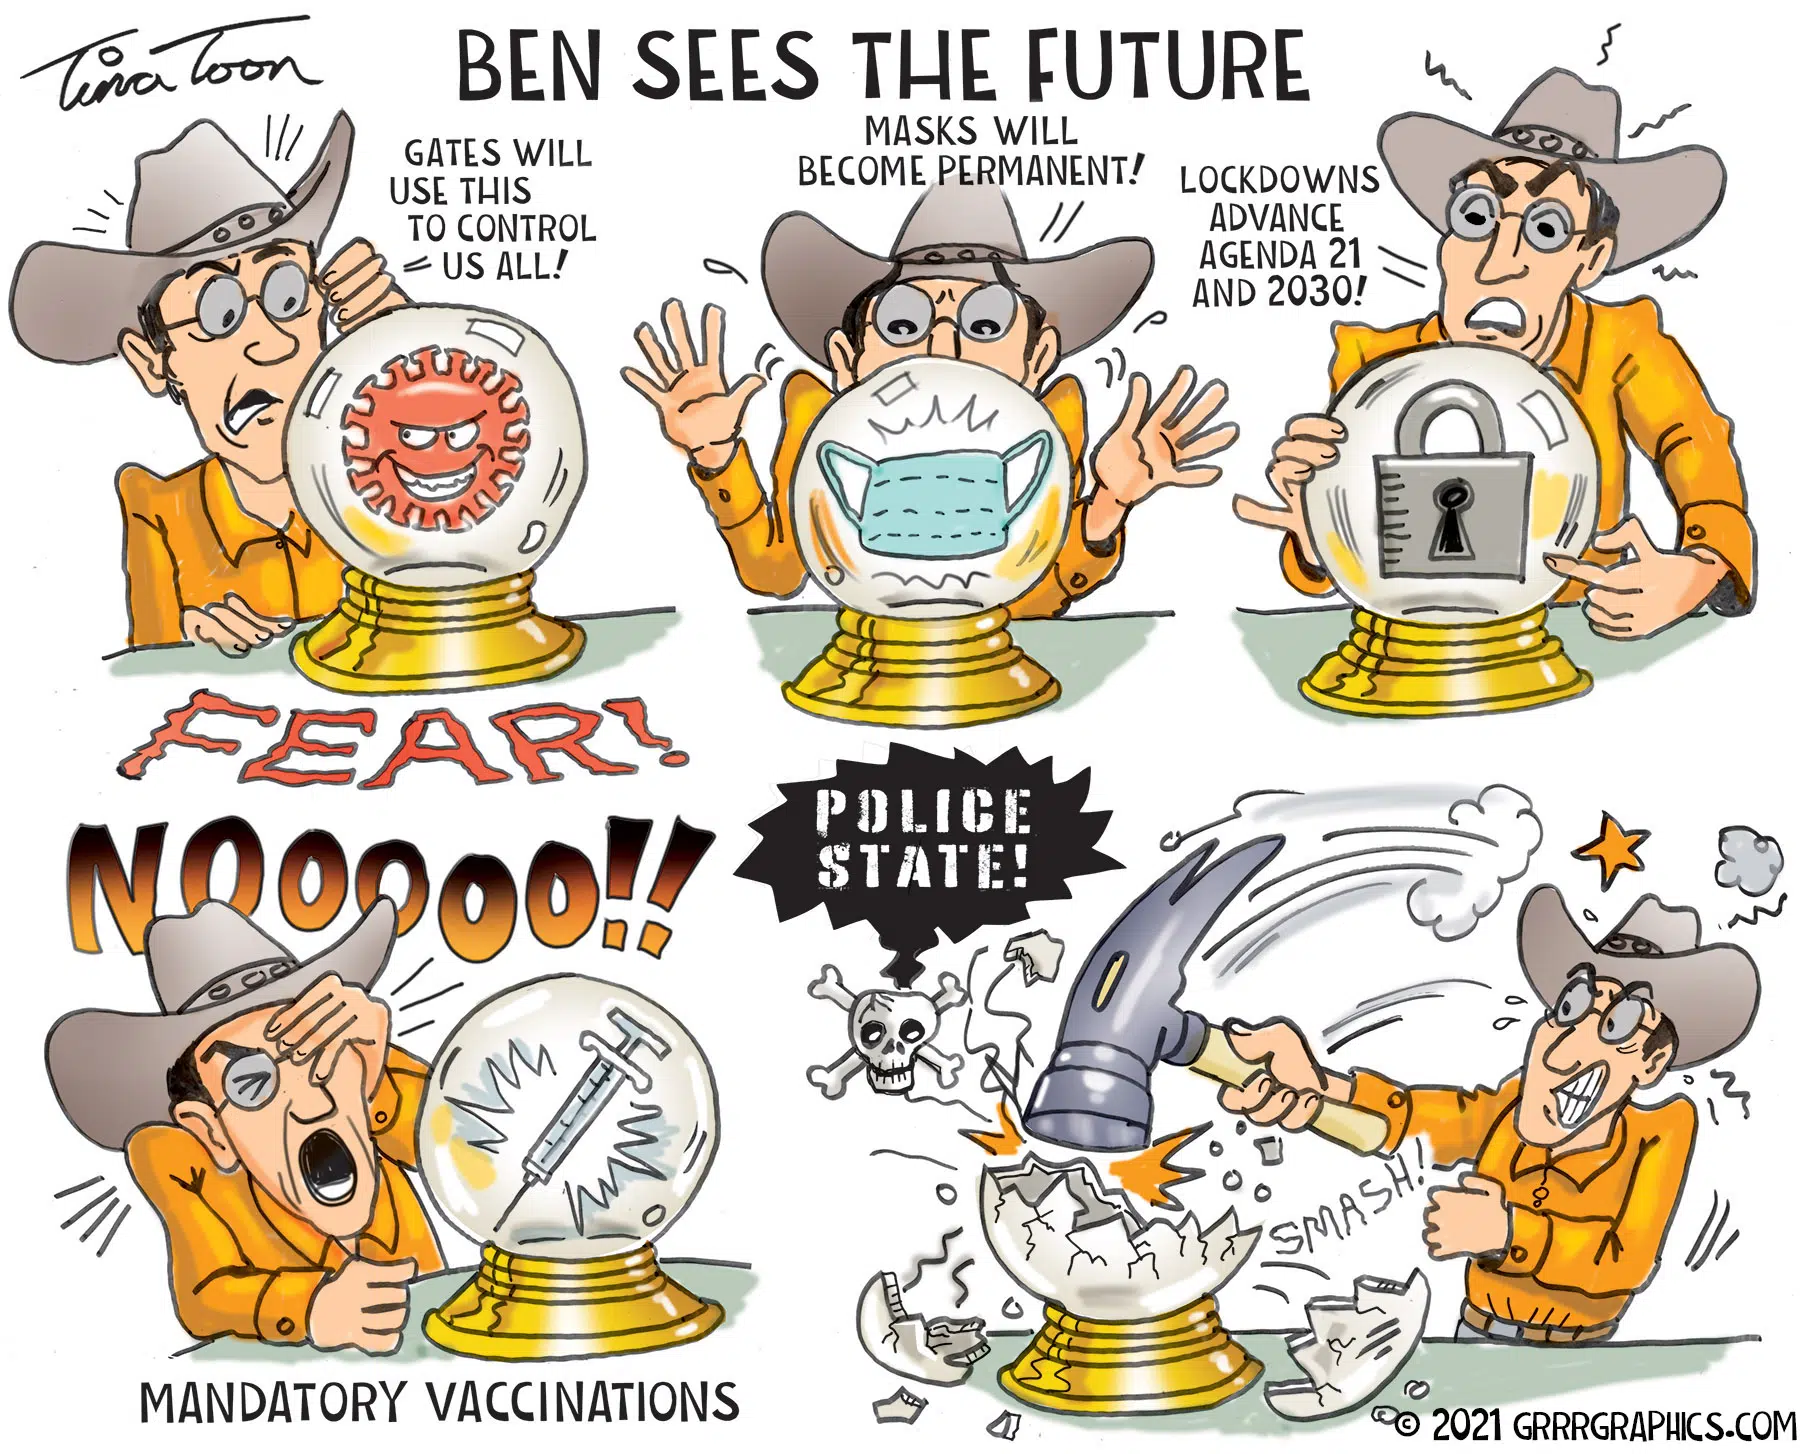 Tina Toon
BEN SEES THE FUTURE
GATES WILL
USE THIS
TO CONTROL
US ALL!
MASKS WILL
BECOME PERMANENT!
LOCKDOWNS
ADVANCE
AGENDA 21
AND 2030!
FEAR!
NOOOOOO!!
MANDATORY VACCINATIONS
POLICE
STATE!
SMASH!
© 2021 GRRRGRAPHICS.COM